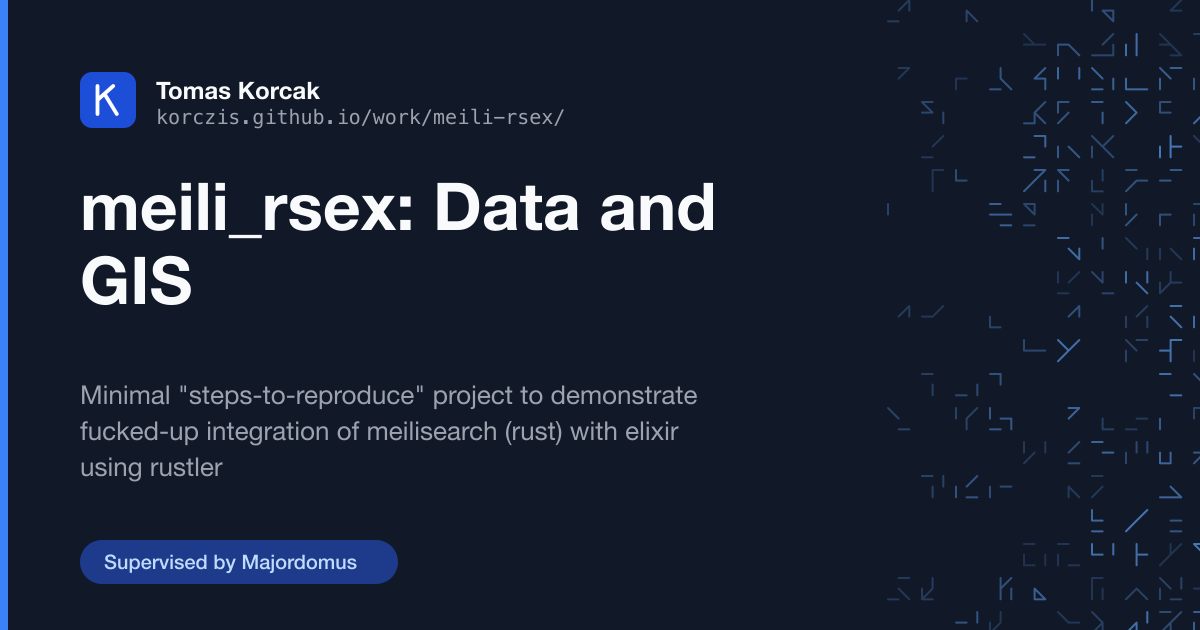 K
Tomas Korcak
korczis.github.io/work/meili-rsex/
meili_rsex: Data and
GIS
Minimal "steps-to-reproduce" project to demonstrate
fucked-up integration of meilisearch (rust) with elixir
using rustler
Supervised by Majordomus